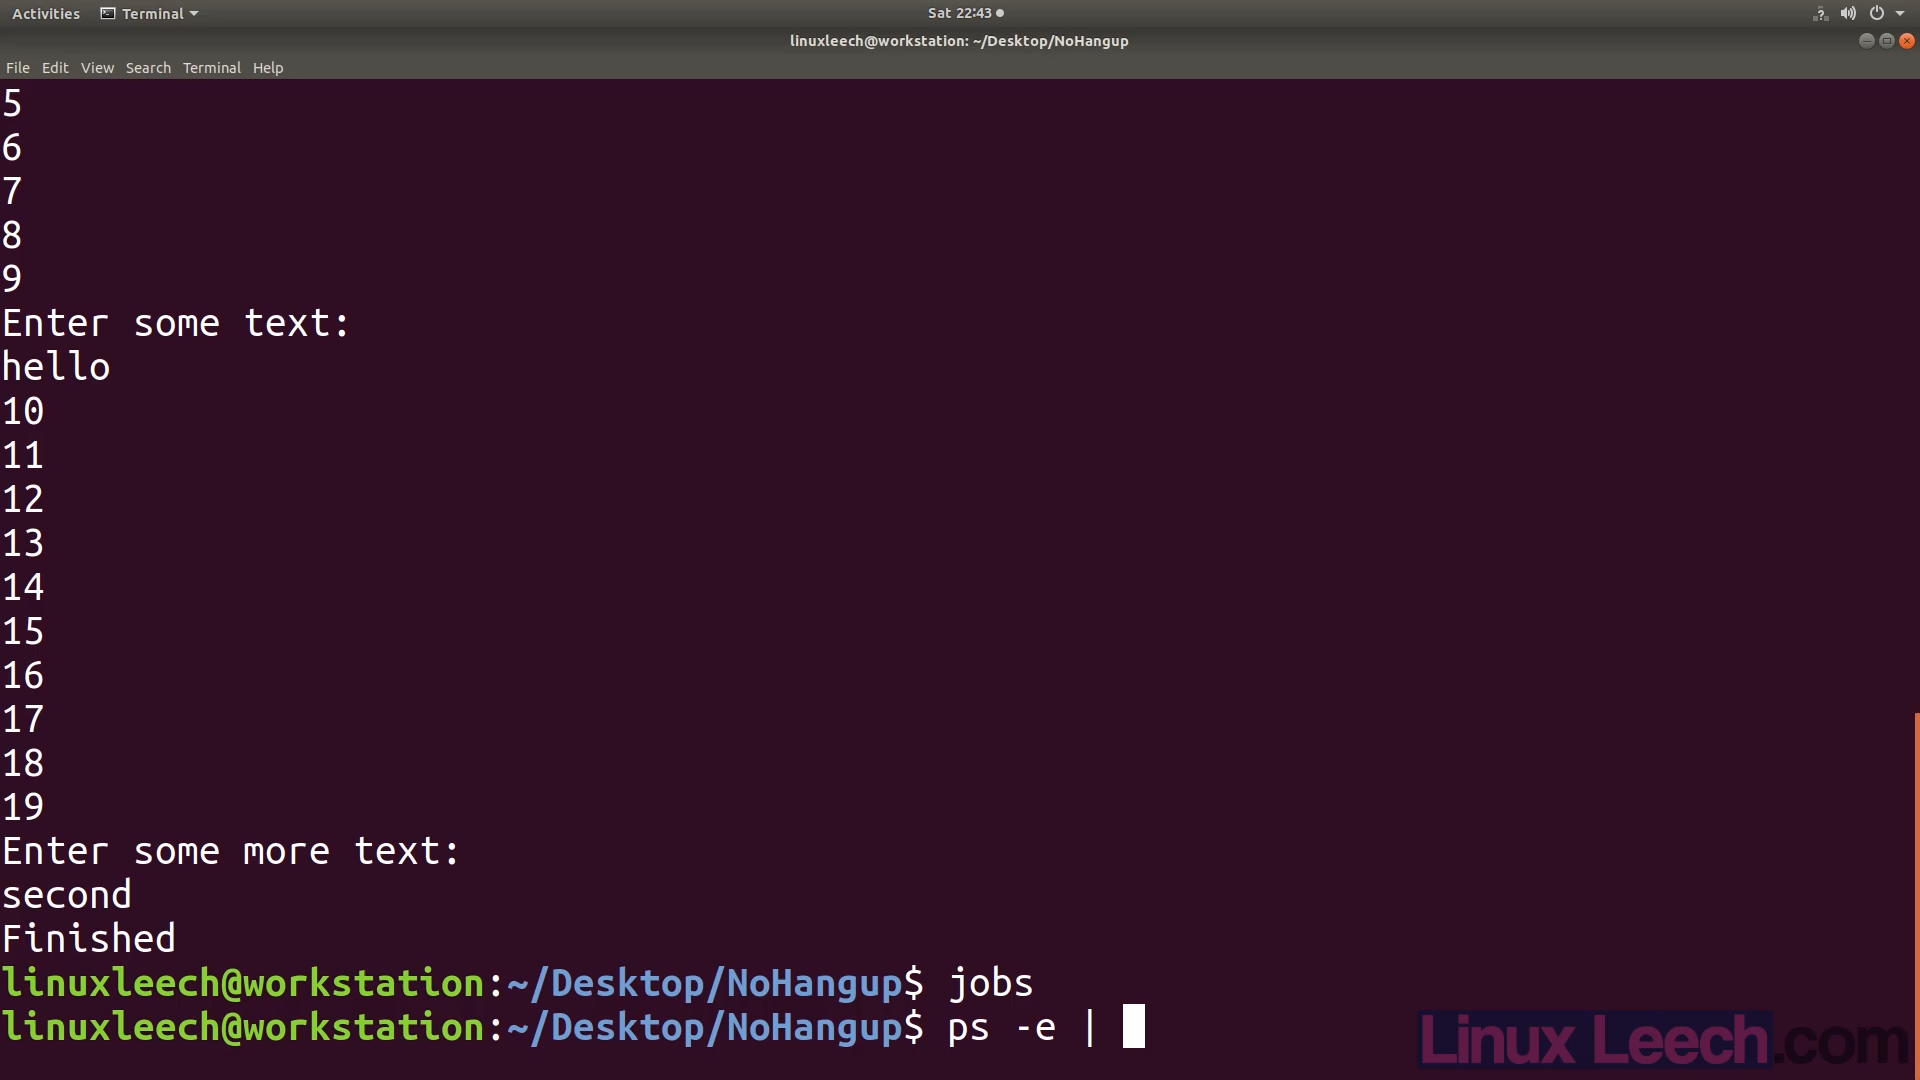 Activities Terminal Sat 22:43
linuxleech@workstation: ~/Desktop/NoHangup
File Edit View Search Terminal Help
5
6
7
8
9
Enter some text:
hello
10
11
12
13
14
15
16
17
18
19
Enter some more text:
second
Finished
linuxleech@workstation:~/Desktop/NoHangup$ jobs
linuxleech@workstation:~/Desktop/NoHangup$ ps -e |
Linux Leech.com